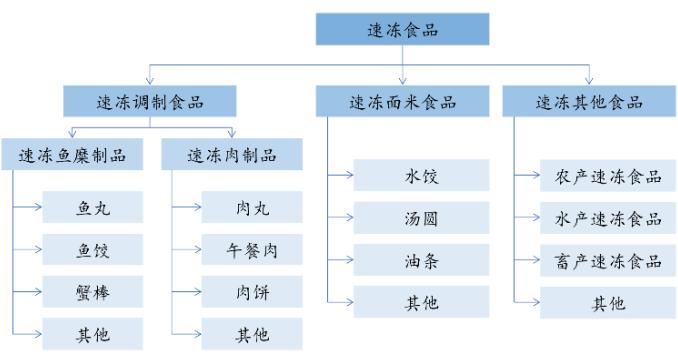 速冻食品
速冻调制食品
速冻面米食品
速冻其他食品
速冻鱼糜制品
速冻肉制品
鱼丸
鱼饺
蟹棒
其他
肉丸
午餐肉
肉饼
其他
水饺
汤圆
油条
其他
农产速冻食品
水产速冻食品
畜产速冻食品
其他